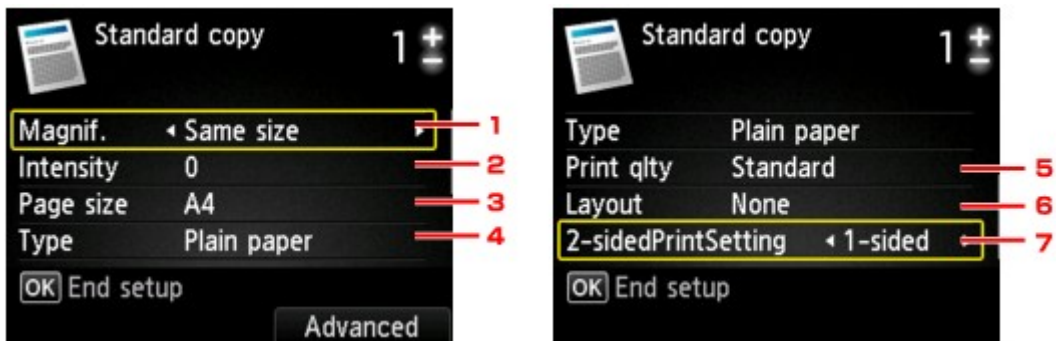 Standard copy 1 + -
Magnif. Same size 1
Intensity 0 2
Page size A4 3
Type Plain paper 4
OK End setup
Advanced
Standard copy 1 + -
Type Plain paper
Print qlty Standard 5
Layout None 6
2-sidedPrintSetting 1-sided 7
OK End setup